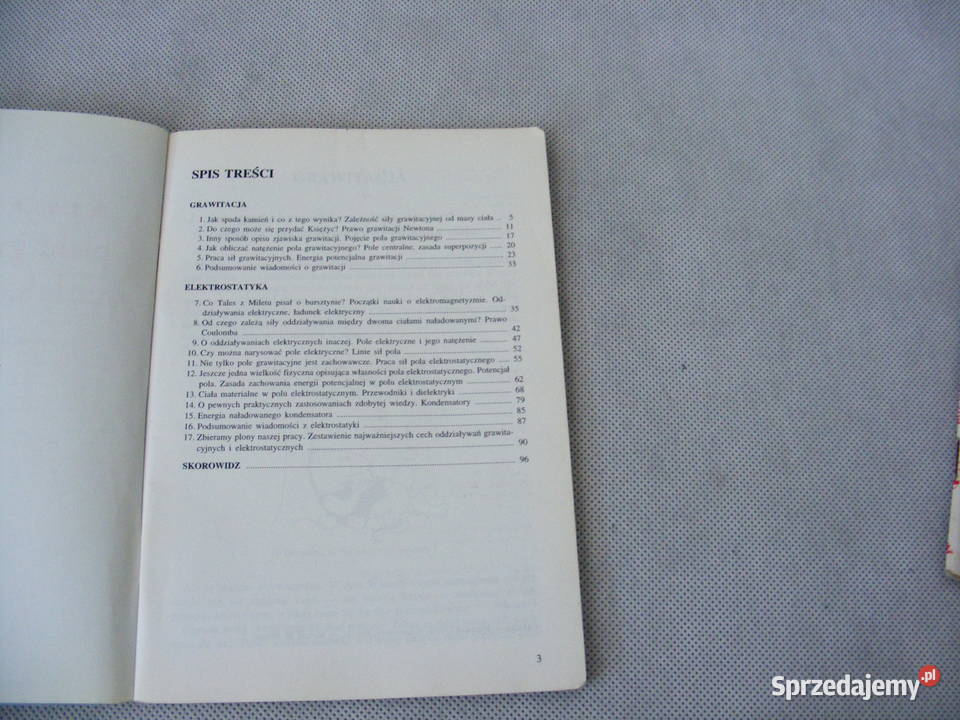 SPIS TREŚCI
GRAWITACJA
1. Jak spada kamień i co z tego wynika? Zależność siły grawitacyjnej od masy ciała .. 5
2. Do czego może się przydać Księżyc? Prawo grawitacji Newtona ........ 11
3. Inny sposób opisu zjawiska grawitacji. Pojęcie pola grawitacyjnego ........ 17
4. Jak obliczać natężenie pola grawitacyjnego? Pole centralne, zasada superpozycji ..... 20
5. Praca sił grawitacyjnych. Energia potencjalna grawitacji ........ 23
6. Podsumowanie wiadomości o grawitacji ........ 33
ELEKTROSTATYKA
7. Co Tales z Miletu pisał o bursztynie? Początki nauki o elektromagnetyzmie. Od-
działywania elektryczne, ładunek elektryczny ........ 35
8. Od czego zależą siły oddziaływania między dwoma ciałami naładowanymi? Prawo
Coulomba ........ 42
9. O oddziaływaniach elektrycznych inaczej. Pole elektryczne i jego natężenie ........ 47
10. Czy można narysować pole elektryczne? Linie sił pola ........ 52
11. Nie tylko pole grawitacyjne jest zachowawcze. Praca sił pola elektrostatycznego ..... 55
12. Jeszcze jedna wielkość fizyczna opisująca własności pola elektrostatycznego. Potencjał
pola. Zasada zachowania energii potencjalnej w polu elektrostatycznym ........ 62
13. Ciała materialne w polu elektrostatycznym. Przewodniki i dielektryki ........ 68
14. O pewnych praktycznych zastosowaniach zdobytej wiedzy. Kondensatory ........ 79
15. Energia naładowanego kondensatora ........ 85
16. Podsumowanie wiadomości z elektrostatyki ........ 87
17. Zbieramy plony naszej pracy. Zestawienie najważniejszych cech oddziaływań grawita-
cyjnych i elektrostatycznych ........ 90
SKOROWIDZ ........ 96
3
Sprzedajemy.pl